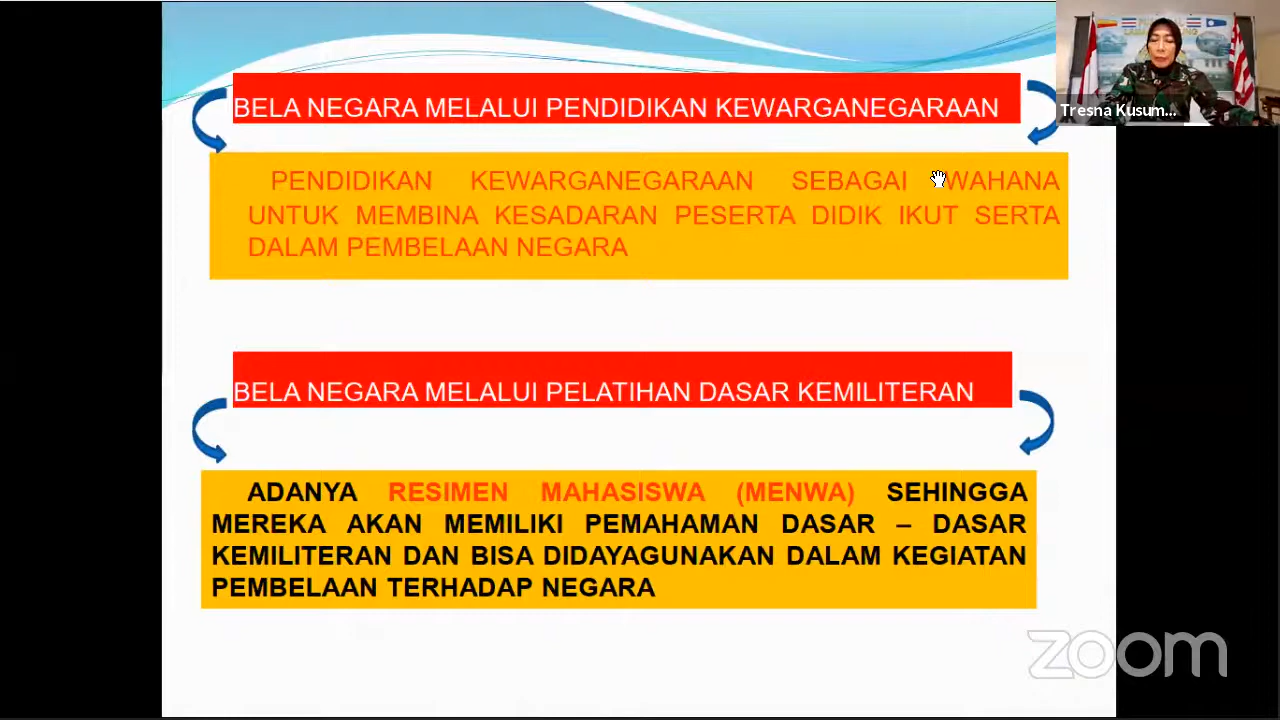 BELA NEGARA MELALUI PENDIDIKAN KEWARGANEGARAAN
Tresna Kusum...
PENDIDIKAN KEWARGANEGARAAN SEBAGAI WAHANA
UNTUK MEMBINA KESADARAN PESERTA DIDIK IKUT SERTA
DALAM PEMBELAAN NEGARA
BELA NEGARA MELALUI PELATIHAN DASAR KEMILITERAN
ADANYA RESIMEN MAHASISWA (MENWA) SEHINGGA
MEREKA AKAN MEMILIKI PEMAHAMAN DASAR – DASAR
KEMILITERAN DAN BISA DIDAYAGUNAKAN DALAM KEGIATAN
PEMBELAAN TERHADAP NEGARA
zoom